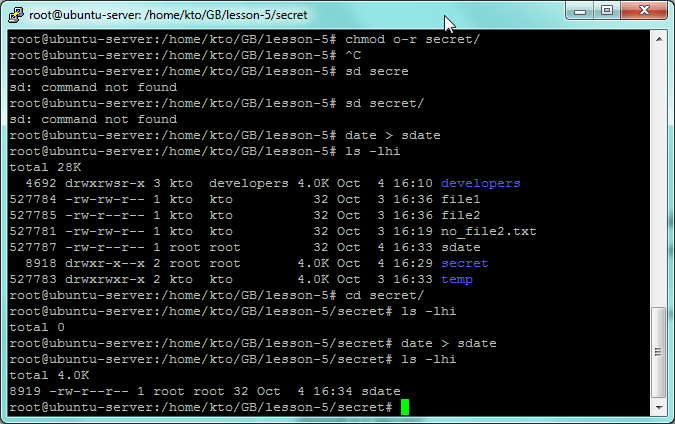 root@ubuntu-server: /home/kto/GB/lesson-5/secret
root@ubuntu-server:/home/kto/GB/lesson-5# chmod o-r secret/
root@ubuntu-server:/home/kto/GB/lesson-5# ^C
root@ubuntu-server:/home/kto/GB/lesson-5# sd secre
sd: command not found
root@ubuntu-server:/home/kto/GB/lesson-5# sd secret/
sd: command not found
root@ubuntu-server:/home/kto/GB/lesson-5# date > sdate
root@ubuntu-server:/home/kto/GB/lesson-5# ls -lhi
total 28K
  4692 drwxrwsr-x 3 kto  developers 4.0K Oct  4 16:10 developers
527784 -rw-rw-r-- 1 kto  kto          32 Oct  3 16:36 file1
527785 -rw-r--r-- 1 kto  kto          32 Oct  3 16:36 file2
527781 -rw-r--r-- 1 kto  kto          31 Oct  3 16:19 no_file2.txt
527787 -rw-r--r-- 1 root root         32 Oct  4 16:33 sdate
  8918 drwxr-x--x 2 root root       4.0K Oct  4 16:29 secret
527783 drwxrwxr-x 2 kto  kto        4.0K Oct  3 16:33 temp
root@ubuntu-server:/home/kto/GB/lesson-5# cd secret/
root@ubuntu-server:/home/kto/GB/lesson-5/secret# ls -lhi
total 0
root@ubuntu-server:/home/kto/GB/lesson-5/secret# date > sdate
root@ubuntu-server:/home/kto/GB/lesson-5/secret# ls -lhi
total 4.0K
8919 -rw-r--r-- 1 root root 32 Oct  4 16:34 sdate
root@ubuntu-server:/home/kto/GB/lesson-5/secret#